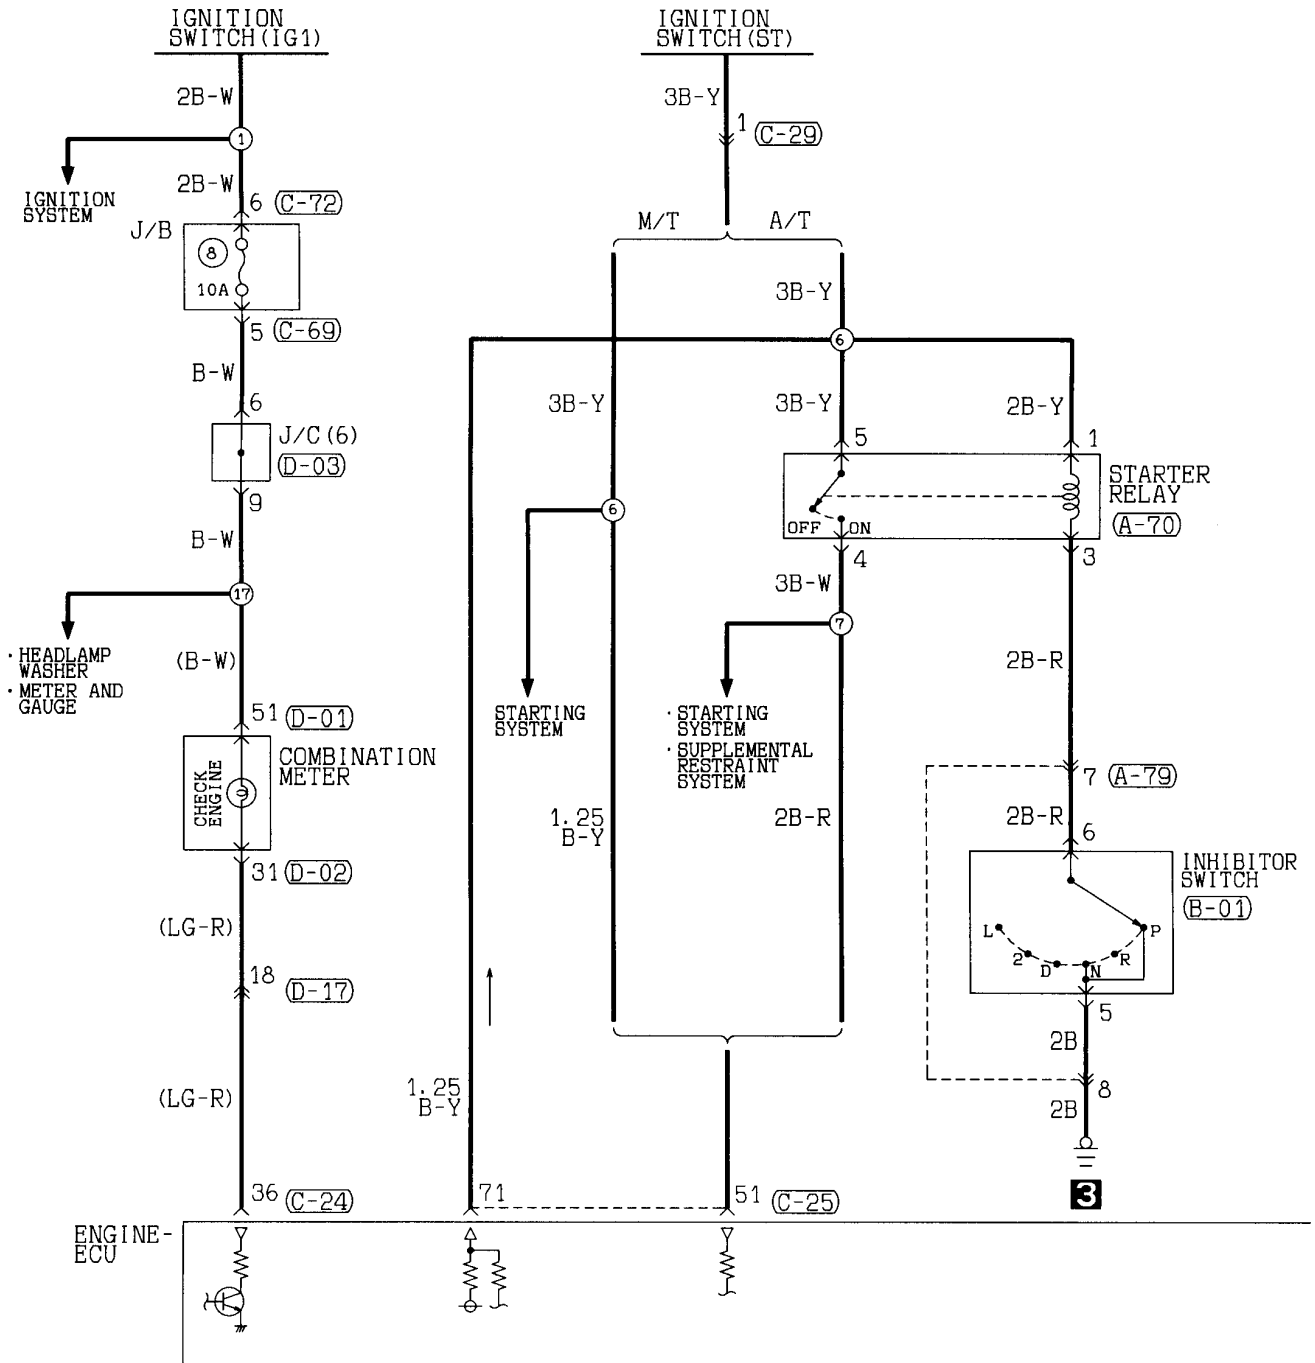 IGNITION
SWITCH(IG1)
IGNITION
SWITCH(ST)
2B-W
3B-Y
1
1
C-29
2B-W
IGNITION
SYSTEM
6
C-72
J/B
M/T
A/T
8
10A
3B-Y
5
C-69
6
B-W
6
3B-Y
3B-Y
2B-Y
J/C(6)
5
1
D-03
STARTER
RELAY
9
6
OFF
ON
A-70
B-W
4
3
3B-W
17
7
HEADLAMP
WASHER
METER AND
GAUGE
(B-W)
2B-R
51
D-01
STARTING
SYSTEM
· STARTING
SYSTEM
· SUPPLEMENTAL
RESTRAINT
SYSTEM
CHECK
ENGINE
COMBINATION
METER
7
A-79
1.25
B-Y
2B-R
2B-R
6
31
D-02
INHIBITOR
SWITCH
B-01
(LG-R)
L
2
D
N
R
P
18
D-17
5
2B
1.25
B-Y
8
(LG-R)
2B
3
36
C-24
71
51
C-25
ENGINE-
ECU